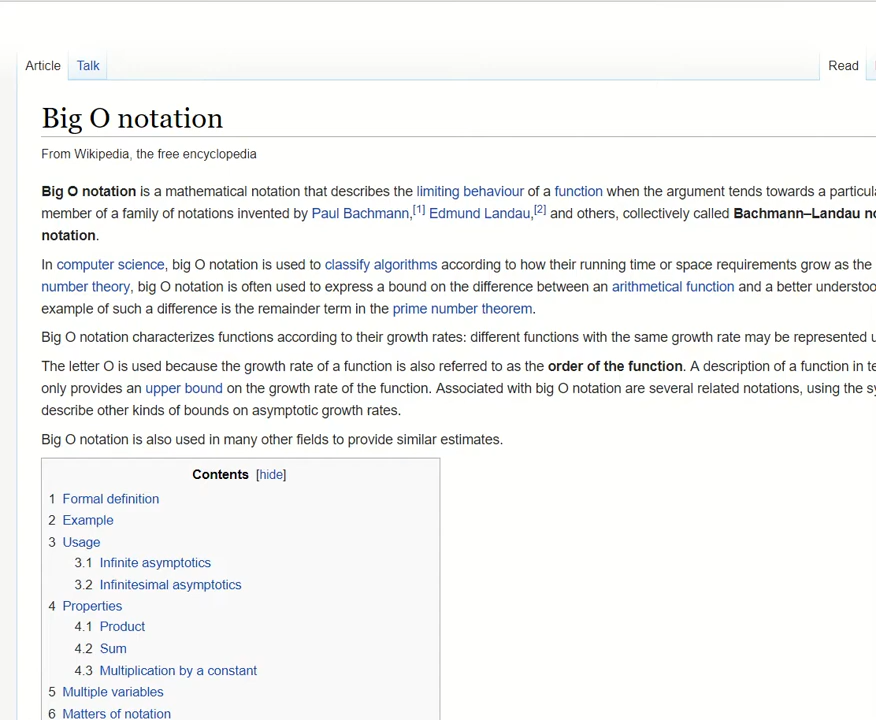 Article Talk Read
Big O notation
From Wikipedia, the free encyclopedia
Big O notation is a mathematical notation that describes the limiting behaviour of a function when the argument tends towards a
member of a family of notations invented by Paul Bachmann,[1] Edmund Landau,[2] and others, collectively called Bachmann–Landau
notation.
In computer science, big O notation is used to classify algorithms according to how their running time or space requirements grow as the
number theory, big O notation is often used to express a bound on the difference between an arithmetical function and a better
example of such a difference is the remainder term in the prime number theorem.
Big O notation characterizes functions according to their growth rates: different functions with the same growth rate may be represented
The letter O is used because the growth rate of a function is also referred to as the order of the function. A description of a function in
only provides an upper bound on the growth rate of the function. Associated with big O notation are several related notations, using the
describe other kinds of bounds on asymptotic growth rates.
Big O notation is also used in many other fields to provide similar estimates.
Contents [hide]
1 Formal definition
2 Example
3 Usage
3.1 Infinite asymptotics
3.2 Infinitesimal asymptotics
4 Properties
4.1 Product
4.2 Sum
4.3 Multiplication by a constant
5 Multiple variables
6 Matters of notation